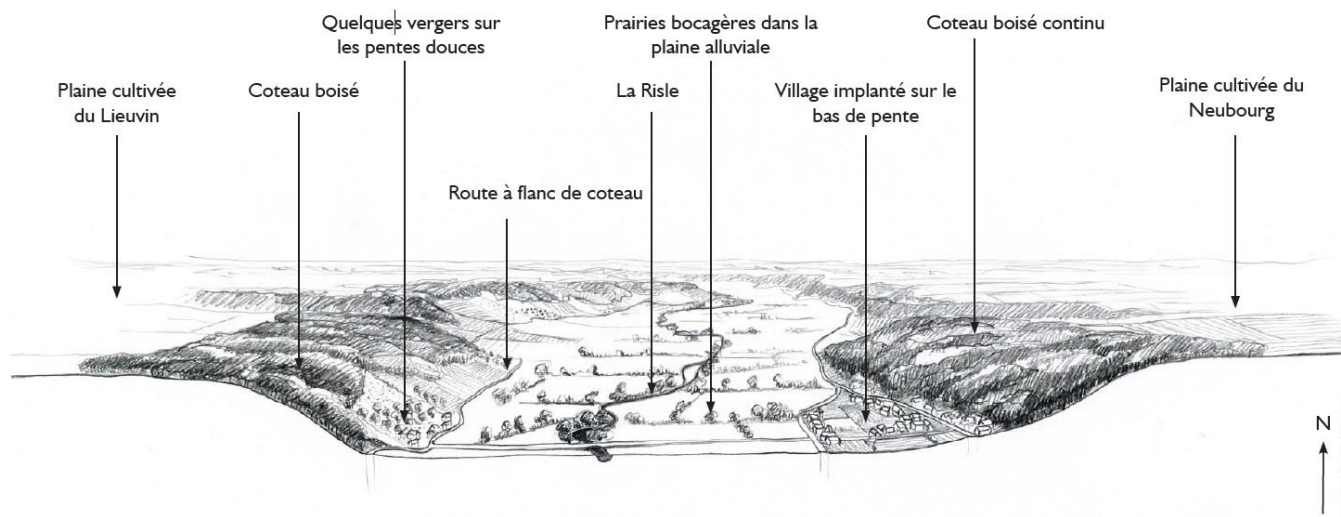 Quelques vergers sur
les pentes douces
Prairies bocagères dans la
plaine alluviale
Coteau boisé continu
Plaine cultivée
du Lieuvin
Coteau boisé
La Risle
Village implanté sur le
bas de pente
Plaine cultivée du
Neubourg
Route à flanc de coteau
N